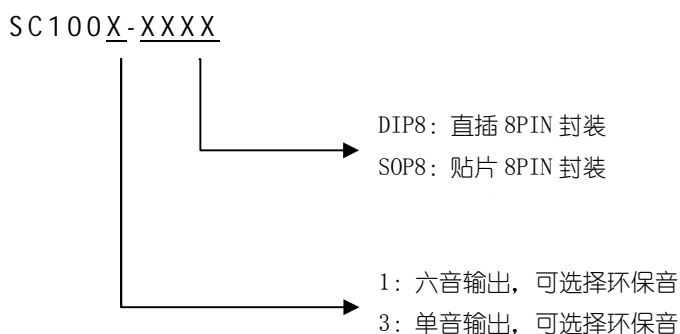 SC100X-XXXX
DIP8: 直插 8PIN 封装
SOP8: 贴片 8PIN 封装
1: 六音输出，可选择环保音
3: 单音输出，可选择环保音